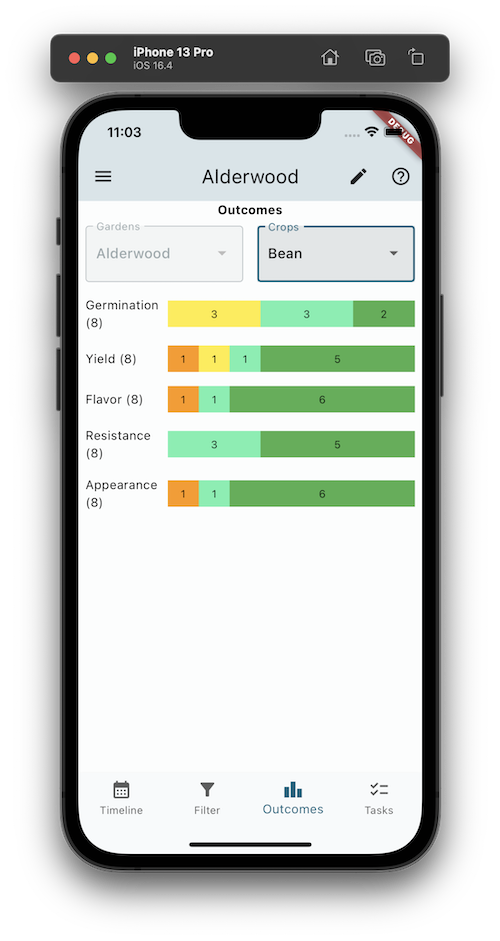 iPhone 13 Pro
iOS 16.4
11:03
DEBUG
Alderwood
Outcomes
Gardens
Crops
Alderwood
Bean
Germination
(8)
3 3 2
Yield (8)
1 1 1 5
Flavor (8)
1 1 6
Resistance
(8)
3 5
Appearance
(8)
1 1 6
Timeline
Filter
Outcomes
Tasks